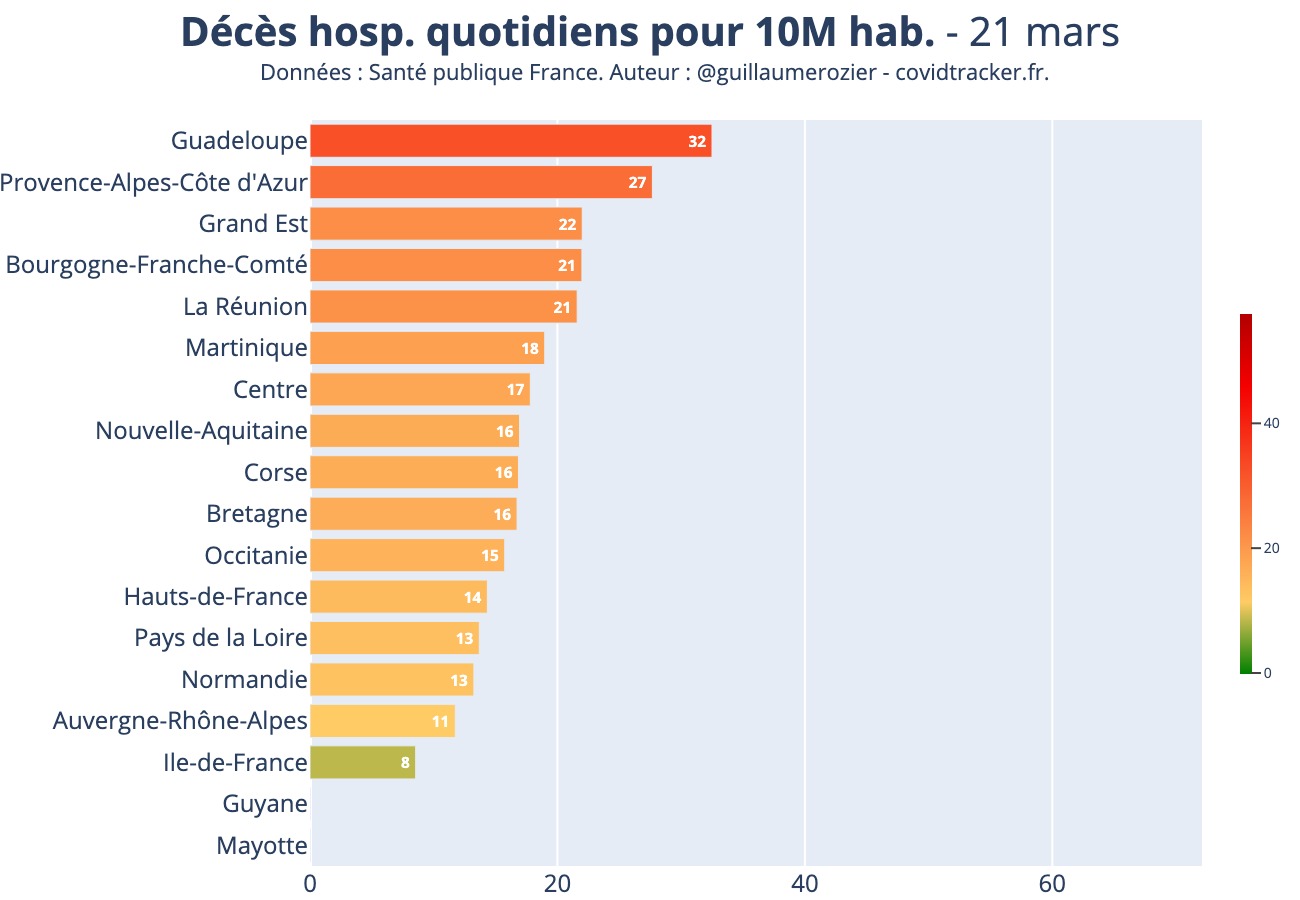 Décès hosp. quotidiens pour 10M hab. - 21 mars
Données : Santé publique France. Auteur : @guillaumerozier - covidtracker.fr.
Guadeloupe 32
Provence-Alpes-Côte d'Azur 27
Grand Est 22
Bourgogne-Franche-Comté 21
La Réunion 21
Martinique 18
Centre 17
Nouvelle-Aquitaine 16
Corse 16
Bretagne 16
Occitanie 15
Hauts-de-France 14
Pays de la Loire 13
Normandie 13
Auvergne-Rhône-Alpes 11
Ile-de-France 8
Guyane
Mayotte
0 20 40 60
40
20
0